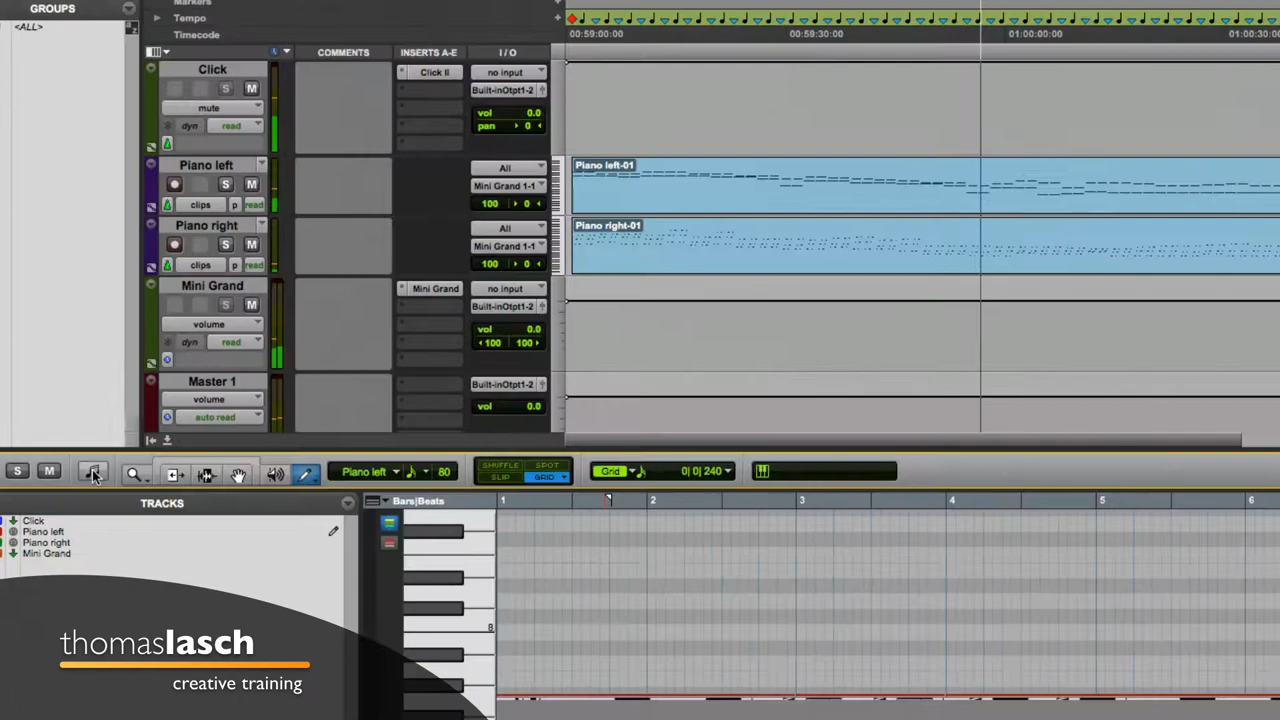 GROUPS
<ALL>
Markers
Tempo
Timecode
00:59:00:00
00:59:30:00
01:00:00:00
01:00:30:00
COMMENTS
INSERTS A-E
I / O
Click
Click II
no input
S
M
Built-inOtpt1-2
mute
vol 0.0
dyn
read
pan 0
Piano left
All
Piano left-01
S
M
Mini Grand 1-1
clips
p
read
100
0
Piano right
All
Piano right-01
S
M
Mini Grand 1-1
clips
p
read
100
0
Mini Grand
Mini Grand
no input
S
M
Built-inOtpt1-2
volume
vol 0.0
dyn
read
100 100
Master 1
Built-inOtpt1-2
volume
vol 0.0
auto read
S
M
Piano left
80
SHUFFLE
SPOT
SLIP
GRID
Grid
0| 0| 240
TRACKS
Bars|Beats
1
2
3
4
5
6
Click
Piano left
Piano right
Mini Grand
8
thomaslasch
creative training